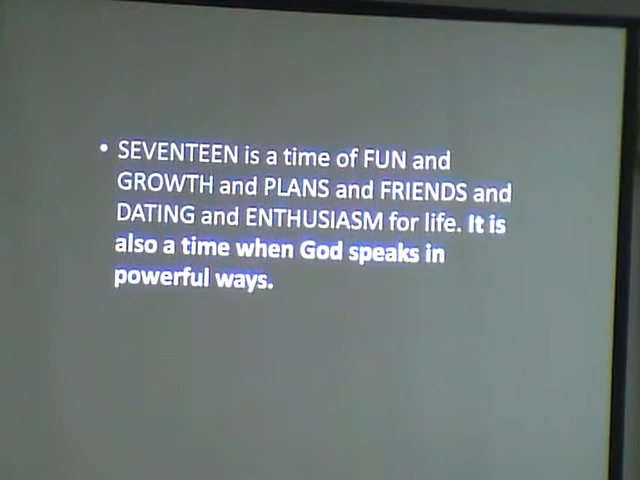 • SEVENTEEN is a time of FUN and
GROWTH and PLANS and FRIENDS and
DATING and ENTHUSIASM for life. It is
also a time when God speaks in
powerful ways.